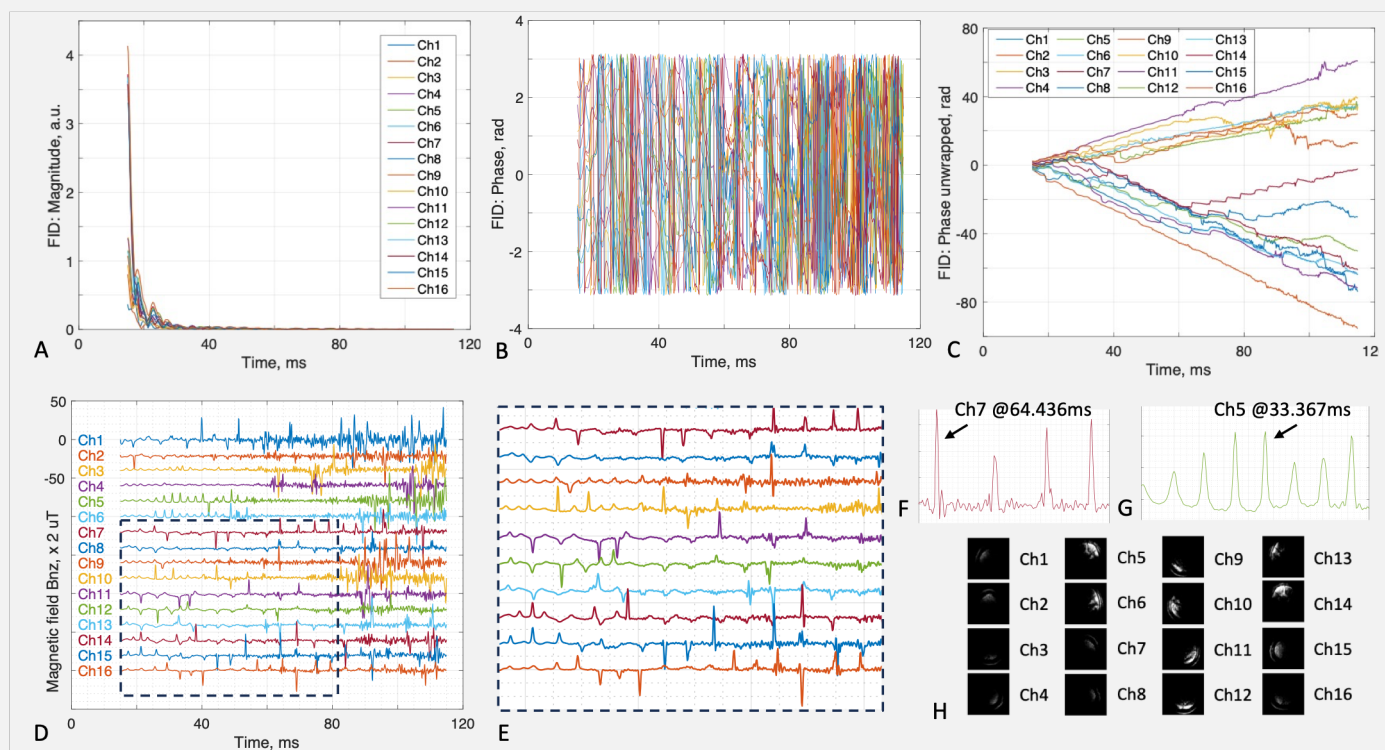 4
3
2
1
0
0
40
80
120
FID: Magnitude, a.u.
Time, ms
Ch1
Ch2
Ch3
Ch4
Ch5
Ch6
Ch7
Ch8
Ch9
Ch10
Ch11
Ch12
Ch13
Ch14
Ch15
Ch16
A
4
2
0
-2
-4
0
40
80
120
FID: Phase, rad
Time, ms
B
80
40
0
-40
-80
0
40
80
12
FID: Phase unwrapped, rad
Time, ms
Ch1 Ch5 Ch9 Ch13
Ch2 Ch6 Ch10 Ch14
Ch3 Ch7 Ch11 Ch15
Ch4 Ch8 Ch12 Ch16
C
50
0
-50
Ch1
Ch2
Ch3
Ch4
Ch5
Ch6
Ch7
Ch8
Ch9
Ch10
Ch11
Ch12
Ch13
Ch14
Ch15
Ch16
0
40
80
120
Magnetic field Bnz, x 2 uT
Time, ms
D
E
Ch7 @64.436ms
F
Ch5 @33.367ms
G
Ch1 Ch5 Ch9 Ch13
Ch2 Ch6 Ch10 Ch14
Ch3 Ch7 Ch11 Ch15
Ch4 Ch8 Ch12 Ch16
H